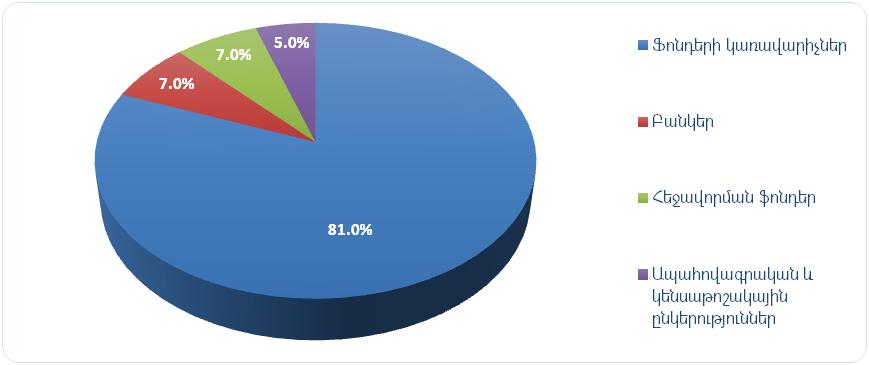 5.0%
7.0%
7.0%
81.0%
Ֆոնդերի կառավարիչներ
Բանկեր
Հեջավորման ֆոնդեր
Ապահովագրական և
կենսաթոշակային
ընկերություններ